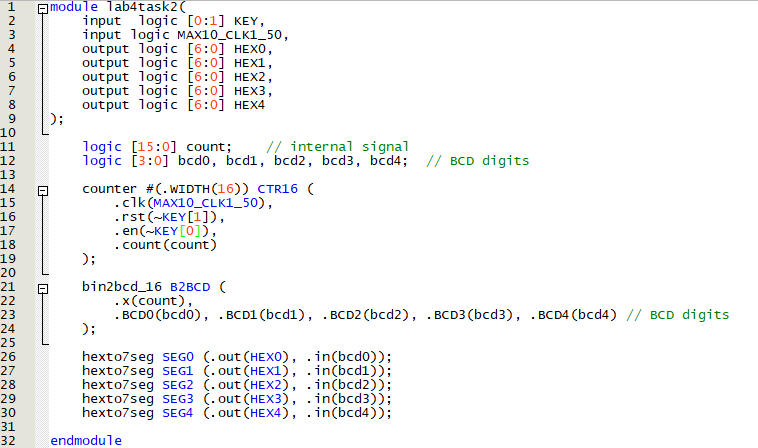 1 module lab4task2(
2     input  logic [0:1] KEY,
3     input logic MAX10_CLK1_50,
4     output logic [6:0] HEX0,
5     output logic [6:0] HEX1,
6     output logic [6:0] HEX2,
7     output logic [6:0] HEX3,
8     output logic [6:0] HEX4
9 );
10
11     logic [15:0] count;    // internal signal
12     logic [3:0] bcd0, bcd1, bcd2, bcd3, bcd4;  // BCD digits
13
14     counter #(.WIDTH(16)) CTR16 (
15         .clk(MAX10_CLK1_50),
16         .rst(~KEY[1]),
17         .en(~KEY[0]),
18         .count(count)
19     );
20
21     bin2bcd_16 B2BCD (
22         .x(count),
23         .BCD0(bcd0), .BCD1(bcd1), .BCD2(bcd2), .BCD3(bcd3), .BCD4(bcd4) // BCD digits
24     );
25
26     hexto7seg SEG0 (.out(HEX0), .in(bcd0));
27     hexto7seg SEG1 (.out(HEX1), .in(bcd1));
28     hexto7seg SEG2 (.out(HEX2), .in(bcd2));
29     hexto7seg SEG3 (.out(HEX3), .in(bcd3));
30     hexto7seg SEG4 (.out(HEX4), .in(bcd4));
31
32 endmodule